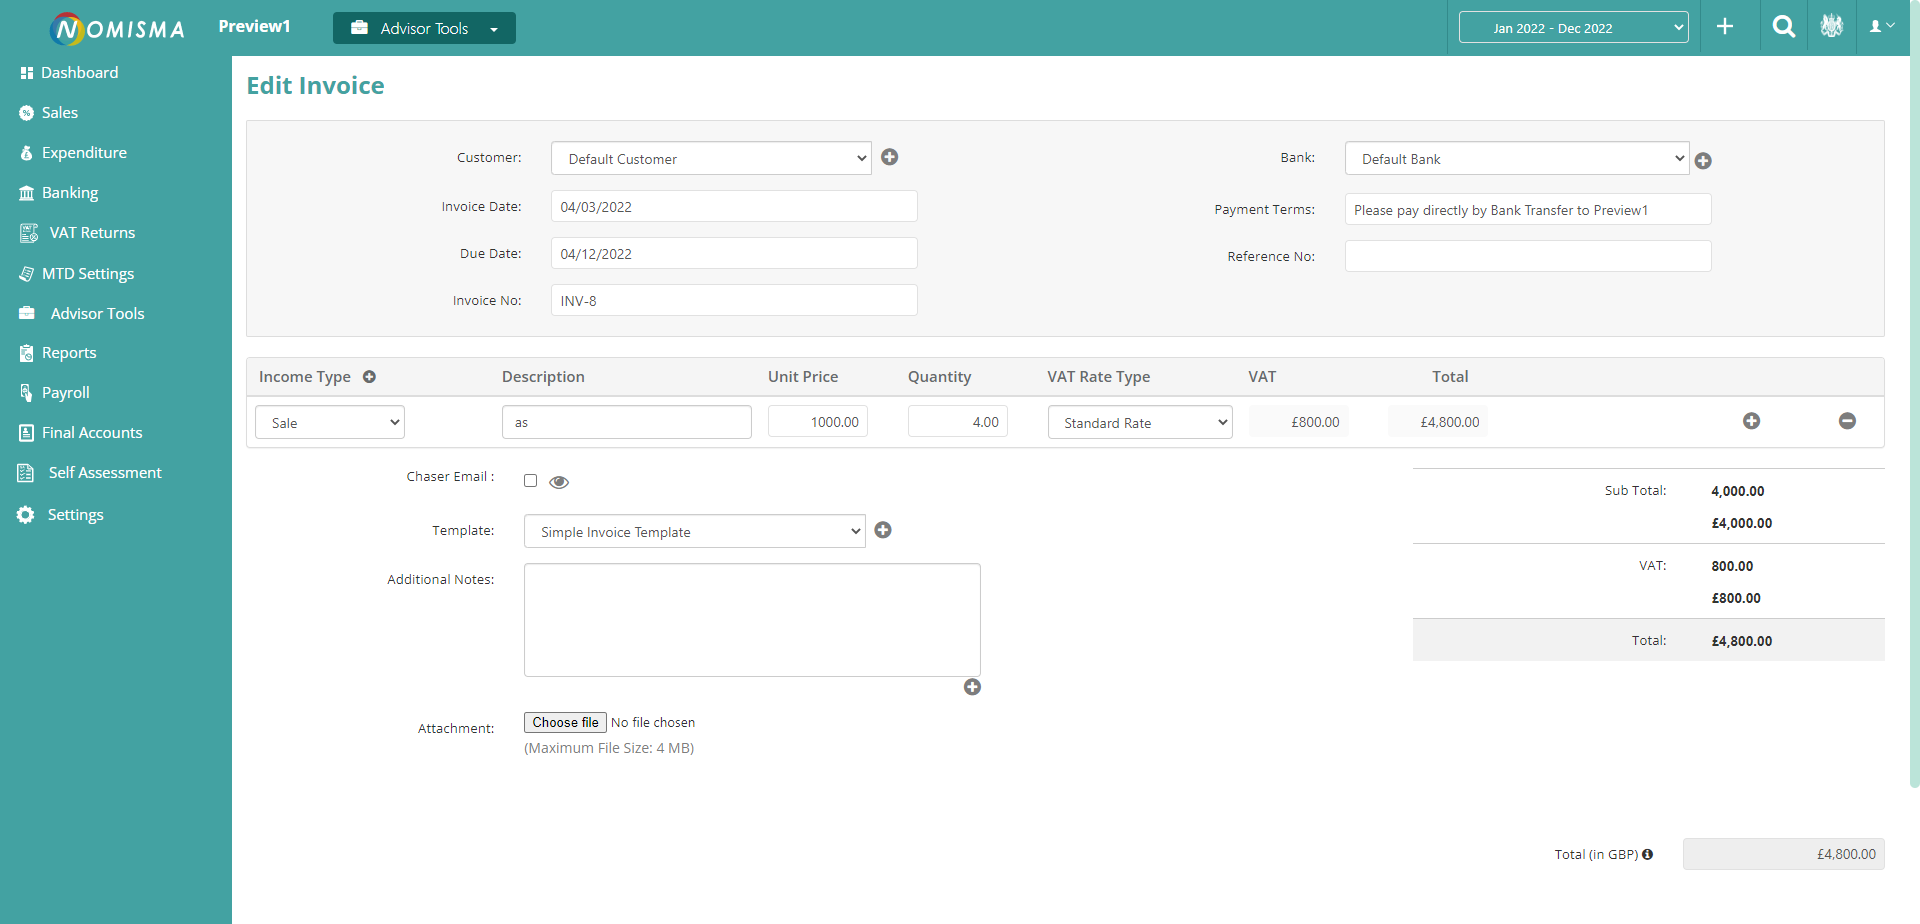 NOMISMA
Preview1
Advisor Tools
Jan 2022 - Dec 2022
Dashboard
Sales
Expenditure
Banking
VAT Returns
MTD Settings
Advisor Tools
Reports
Payroll
Final Accounts
Self Assessment
Settings
Edit Invoice
Customer: Default Customer
Invoice Date: 04/03/2022
Due Date: 04/12/2022
Invoice No: INV-8
Bank: Default Bank
Payment Terms: Please pay directly by Bank Transfer to Preview1
Reference No:
Income Type Description Unit Price Quantity VAT Rate Type VAT Total
Sale as 1000.00 4.00 Standard Rate £800.00 £4,800.00
Chaser Email :
Template: Simple Invoice Template
Additional Notes:
Attachment: Choose file No file chosen
(Maximum File Size: 4 MB)
Sub Total: 4,000.00
£4,000.00
VAT: 800.00
£800.00
Total: £4,800.00
Total (in GBP) £4,800.00